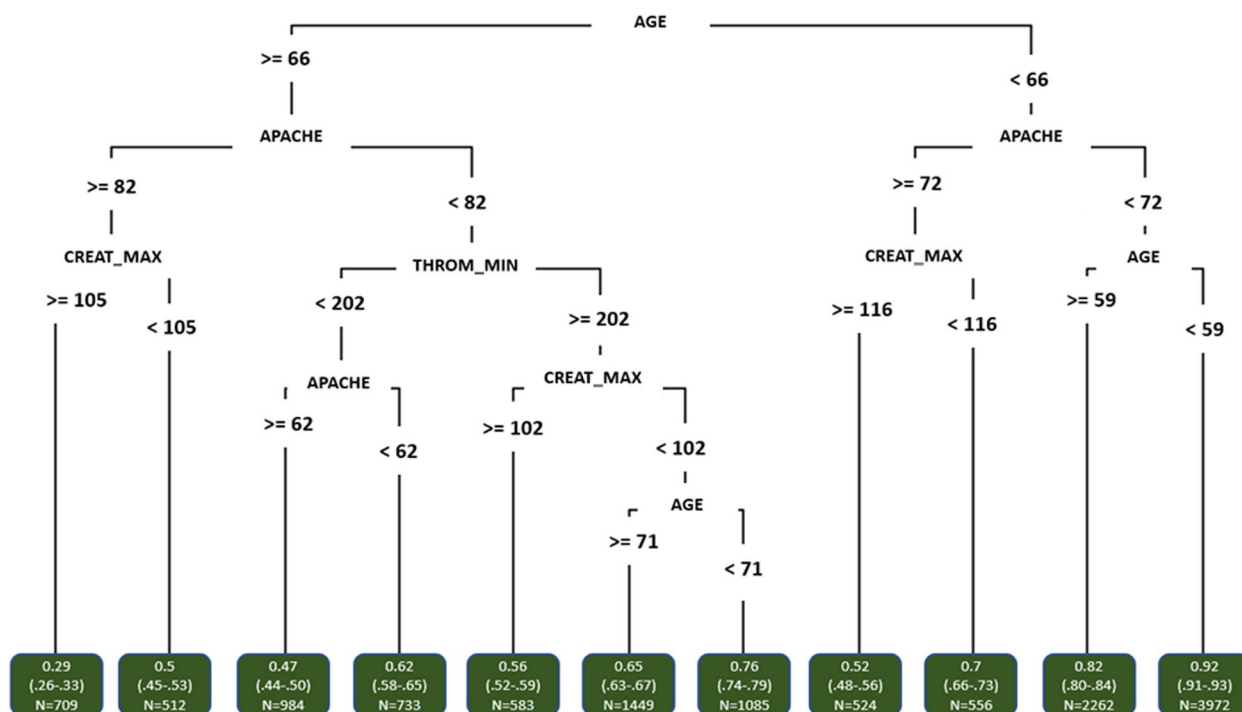 AGE
>= 66
< 66
APACHE
APACHE
>= 82
< 82
>= 72
< 72
CREAT_MAX
THROM_MIN
CREAT_MAX
AGE
>= 105
< 105
< 202
>= 202
>= 116
< 116
>= 59
< 59
APACHE
CREAT_MAX
>= 62
< 62
>= 102
< 102
AGE
>= 71
< 71
0.29
(.26-.33)
N=709
0.5
(.45-.53)
N=512
0.47
(.44-.50)
N=984
0.62
(.58-.65)
N=733
0.56
(.52-.59)
N=583
0.65
(.63-.67)
N=1449
0.76
(.74-.79)
N=1085
0.52
(.48-.56)
N=524
0.7
(.66-.73)
N=556
0.82
(.80-.84)
N=2262
0.92
(.91-.93)
N=3972